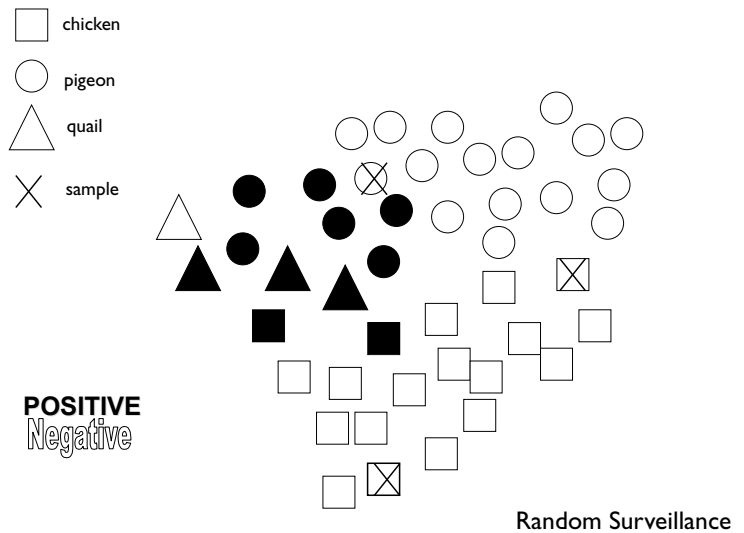 chicken
pigeon
quail
sample
POSITIVE
Negative
Random Surveillance